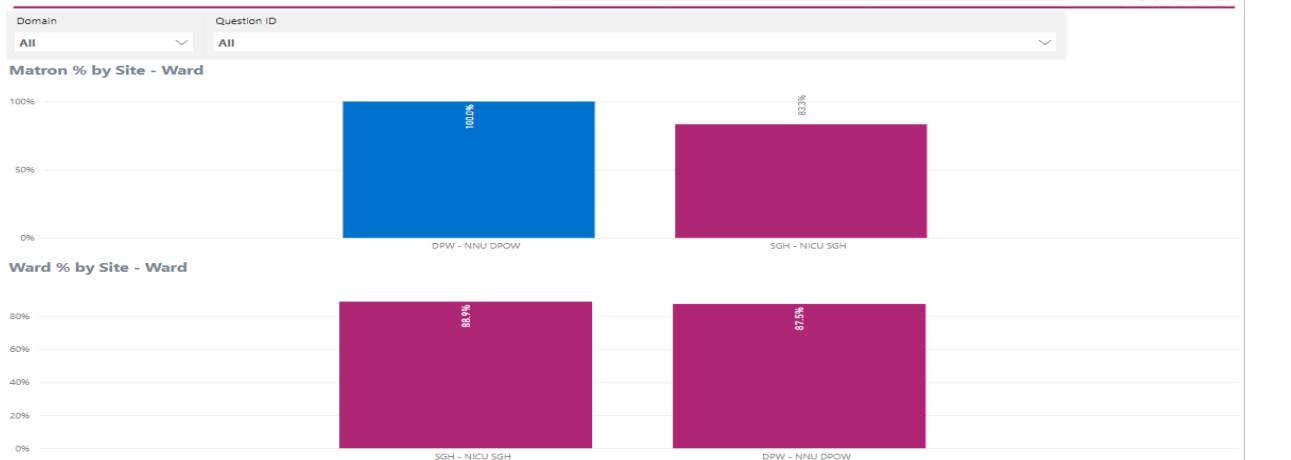 Domain Question ID
All All
Matron % by Site - Ward
100%
100.0% 83.3%
50%
0%
DPW - NNU DPOW SGH - NICU SGH
Ward % by Site - Ward
88.9% 87.5%
80%
60%
40%
20%
0%
SGH - NICU SGH DPW - NNU DPOW